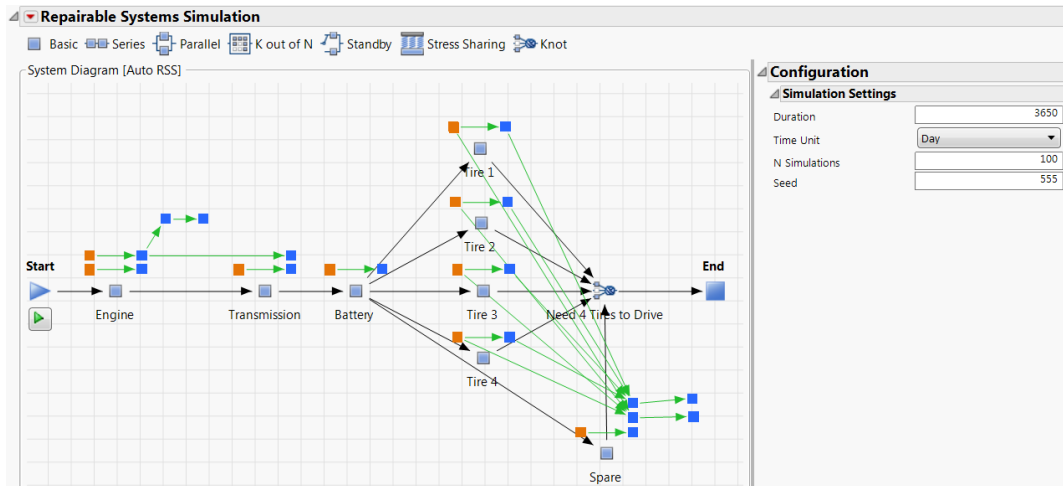 Repairable Systems Simulation
Basic Series Parallel K out of N Standby Stress Sharing Knot
System Diagram [Auto RSS]
Configuration
Simulation Settings
Duration 3650
Time Unit Day
N Simulations 100
Seed 555
Tire 1
Tire 2
Start
End
Engine Transmission Battery Tire 3 Need 4 Tires to Drive
Tire 4
Spare